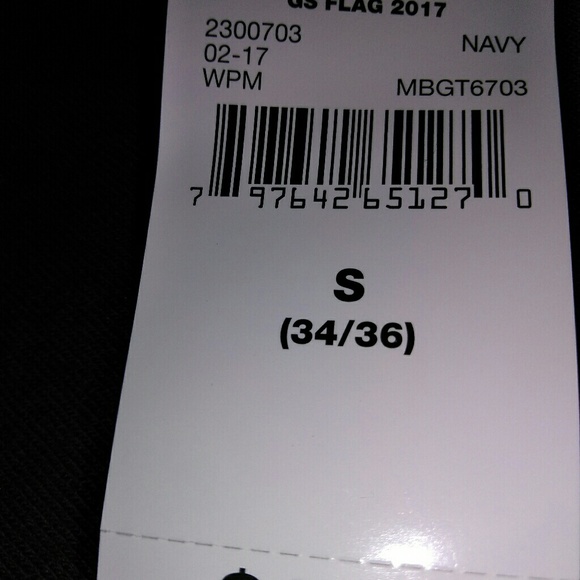 GS FLAG 2017
2300703
NAVY
02-17
WPM
MBGT6703
7 97642 65127 0
S
(34/36)
$